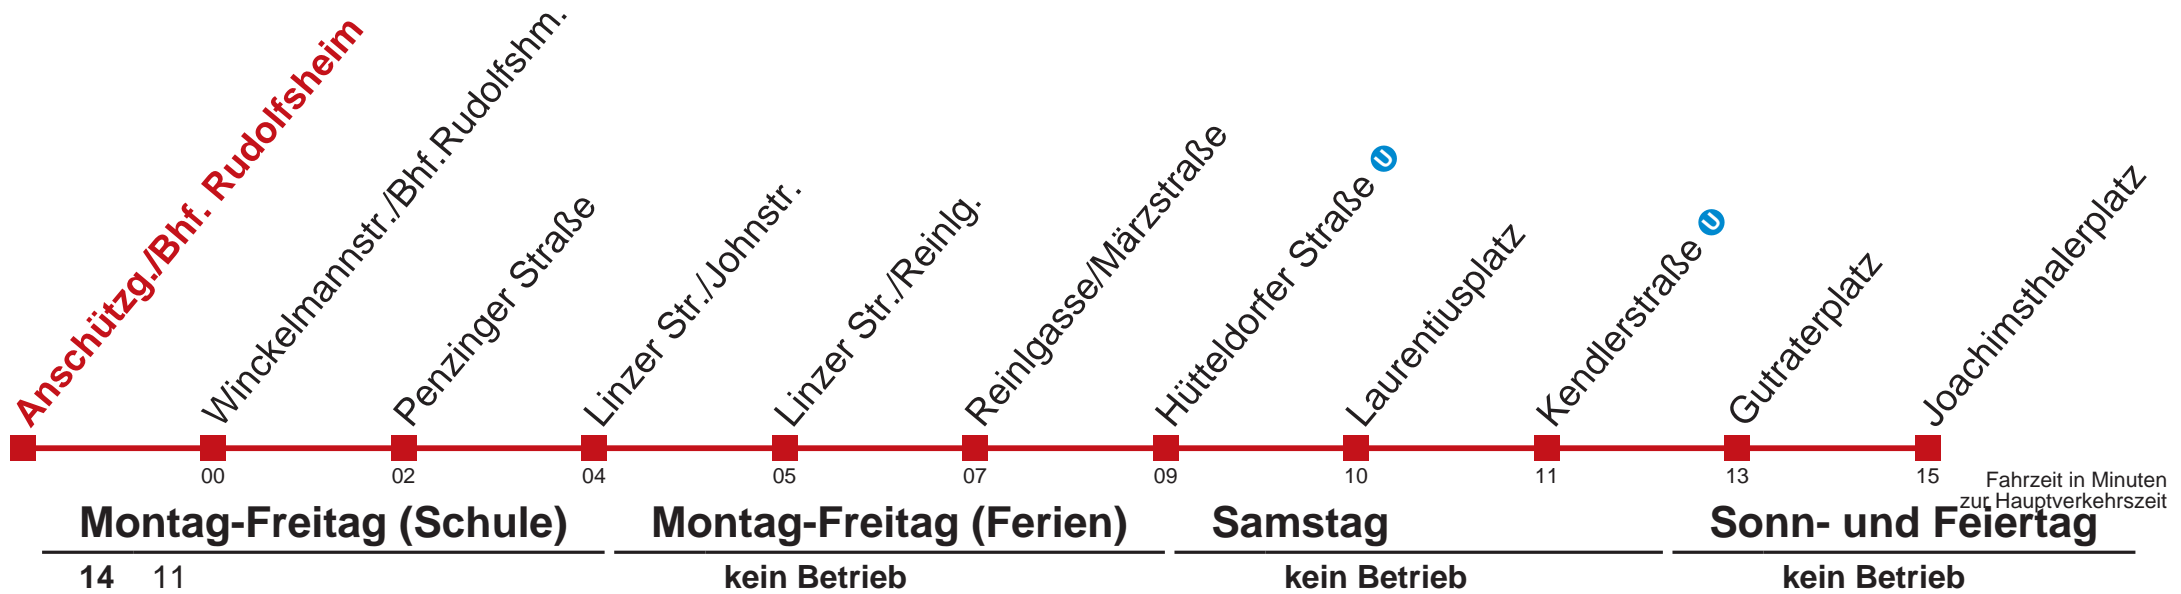 Anschützg./Bhf. Rudolfsheim
Winckelmannstr./Bhf.Rudolfshm.
Penzinger Straße
Linzer Str./Johnstr.
Linzer Str./Reinlg.
Reinlgasse/Märzstraße
Hütteldorfer Straße U
Laurentiusplatz
Kendlerstraße U
Gutraterplatz
Joachimsthalerplatz
00 02 04 05 07 09 10 11 13 15
Fahrzeit in Minuten
zur Hauptverkehrszeit
Montag-Freitag (Schule) Montag-Freitag (Ferien) Samstag Sonn- und Feiertag
14 11 kein Betrieb kein Betrieb kein Betrieb